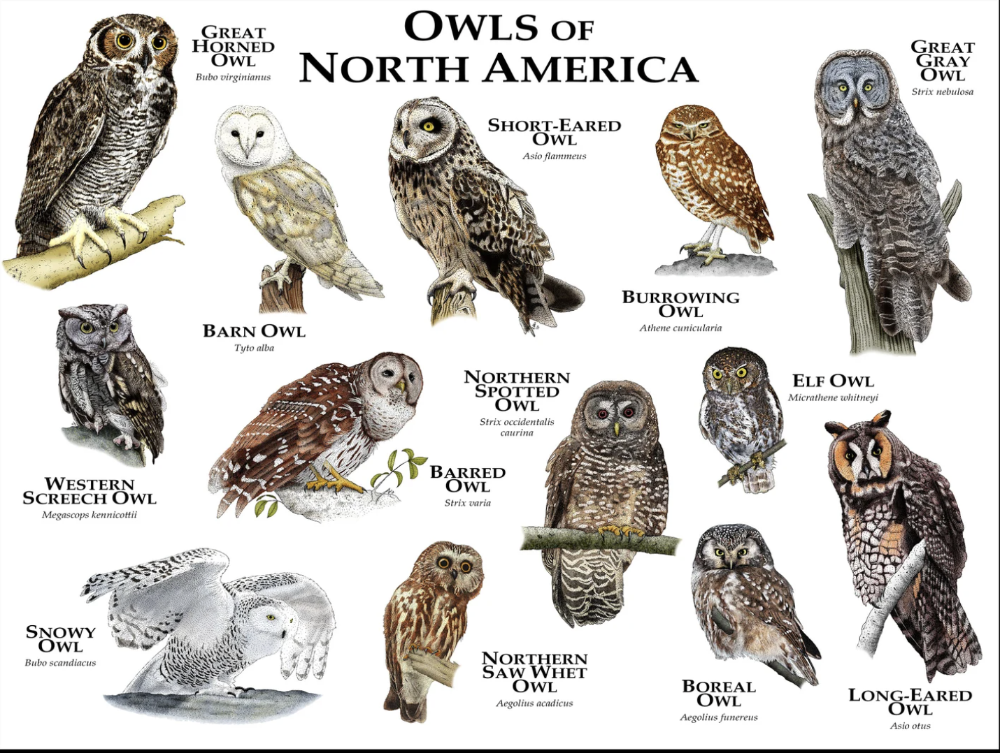 OWLS OF
NORTH AMERICA
GREAT
HORNED
OWL
Bubo virginianus
GREAT
GRAY
OWL
Strix nebulosa
SHORT-EARED
OWL
Asio flammeus
BURROWING
OWL
Athene cunicularia
BARN OWL
Tyto alba
NORTHERN
SPOTTED
OWL
Strix occidentalis
caurina
ELF OWL
Micrathene whitneyi
WESTERN
SCREECH OWL
Megascops kennicottii
BARRED
OWL
Strix varia
SNOWY
OWL
Bubo scandiacus
NORTHERN
SAW WHET
OWL
Aegolius acadicus
BOREAL
OWL
Aegolius funereus
LONG-EARED
OWL
Asio otus